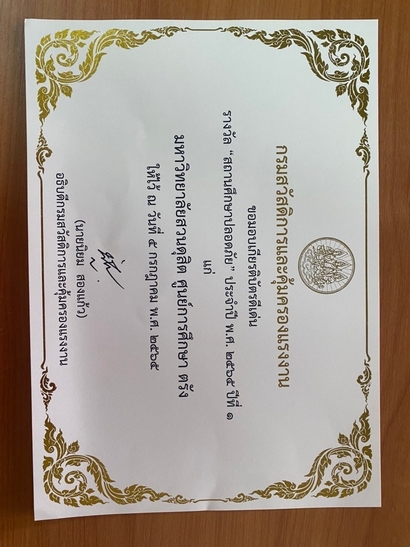 กรมสวัสดิการและคุ้มครองแรงงาน
ขอมอบเกียรติบัตรดีเด่น
รางวัล “สถานศึกษาปลอดภัย” ประจำปี พ.ศ. ๒๕๖๕ ปีที่ ๑
แก่
มหาวิทยาลัยสวนดุสิต ศูนย์การศึกษา ตรัง
ให้ไว้ ณ วันที่ ๕ กรกฎาคม พ.ศ. ๒๕๖๕
(นายนิยม สองแก้ว)
อธิบดีกรมสวัสดิการและคุ้มครองแรงงาน